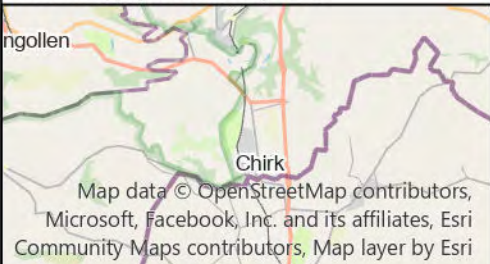 ngollen
Chirk
Map data © OpenStreetMap contributors,
Microsoft, Facebook, Inc. and its affiliates, Esri
Community Maps contributors, Map layer by Esri